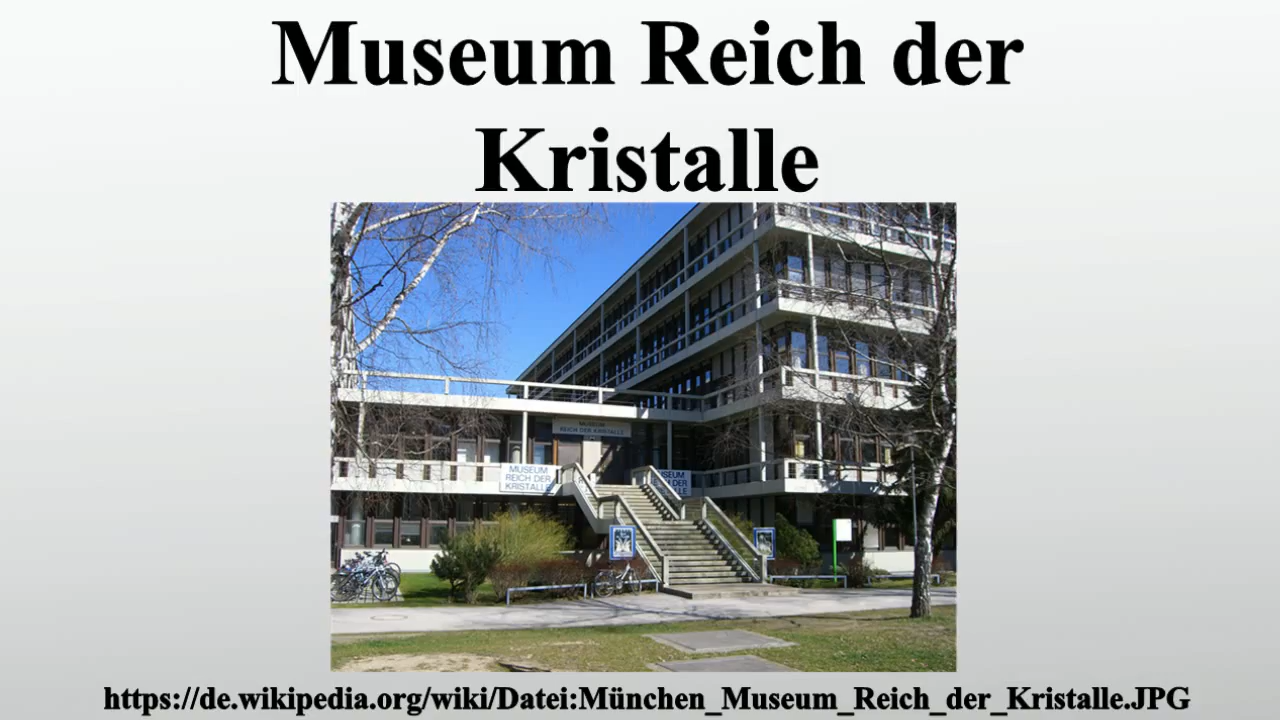 Museum Reich der
Kristalle
MUSEUM
REICH DER KRISTALLE
MUSEUM
REICH DER
KRISTALLE
https://de.wikipedia.org/wiki/Datei:München_Museum_Reich_der_Kristalle.JPG